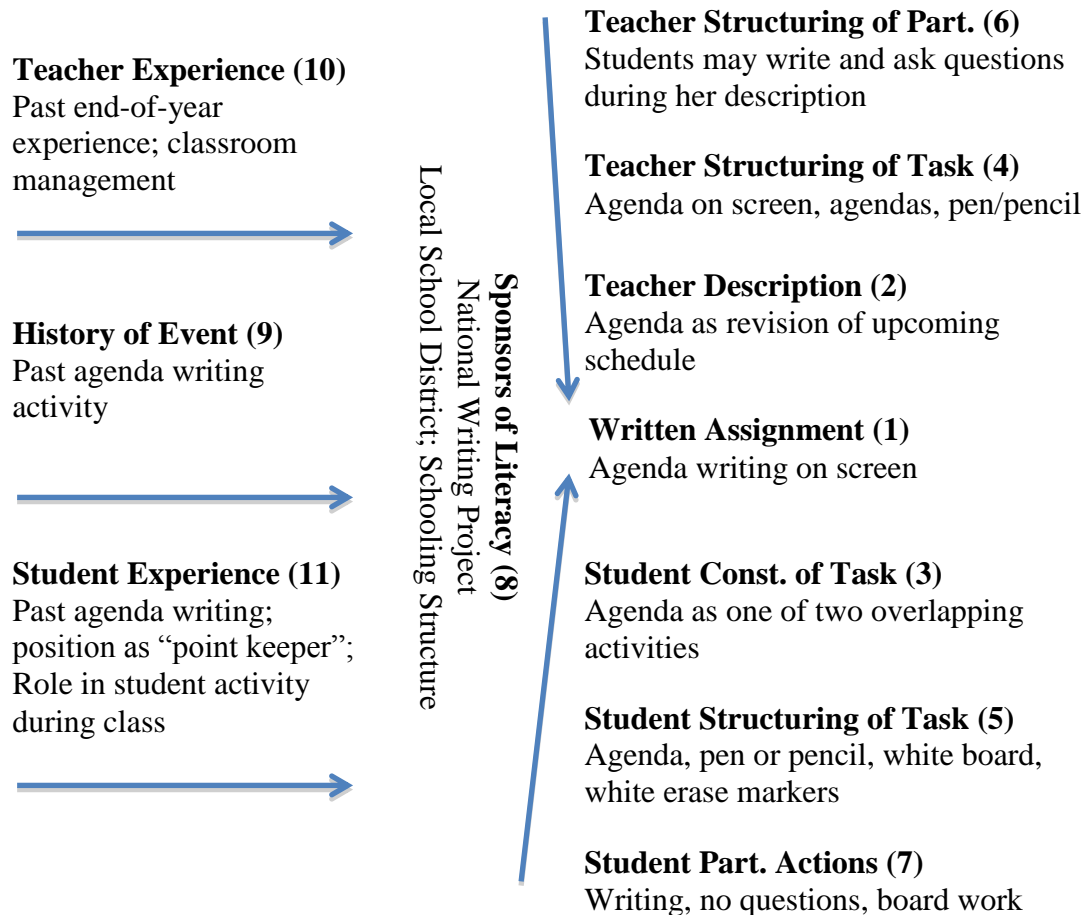 Teacher Experience (10)
Past end-of-year
experience; classroom
management
History of Event (9)
Past agenda writing
activity
Student Experience (11)
Past agenda writing;
position as “point keeper”;
Role in student activity
during class
Sponsors of Literacy (8)
National Writing Project
Local School District; Schooling Structure
Teacher Structuring of Part. (6)
Students may write and ask questions
during her description
Teacher Structuring of Task (4)
Agenda on screen, agendas, pen/pencil
Teacher Description (2)
Agenda as revision of upcoming
schedule
Written Assignment (1)
Agenda writing on screen
Student Const. of Task (3)
Agenda as one of two overlapping
activities
Student Structuring of Task (5)
Agenda, pen or pencil, white board,
white erase markers
Student Part. Actions (7)
Writing, no questions, board work